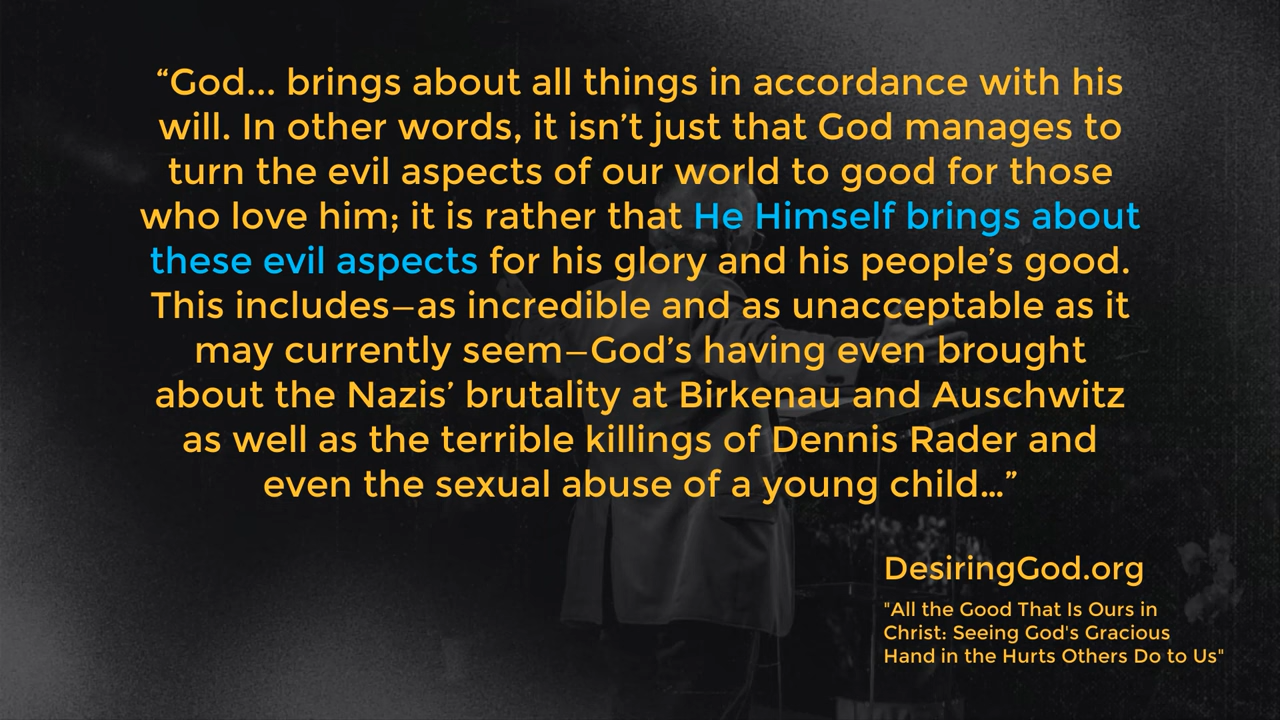 “God... brings about all things in accordance with his
will. In other words, it isn’t just that God manages to
turn the evil aspects of our world to good for those
who love him; it is rather that He Himself brings about
these evil aspects for his glory and his people’s good.
This includes—as incredible and as unacceptable as it
may currently seem—God’s having even brought
about the Nazis’ brutality at Birkenau and Auschwitz
as well as the terrible killings of Dennis Rader and
even the sexual abuse of a young child...”
DesiringGod.org
"All the Good That Is Ours in
Christ: Seeing God's Gracious
Hand in the Hurts Others Do to Us"